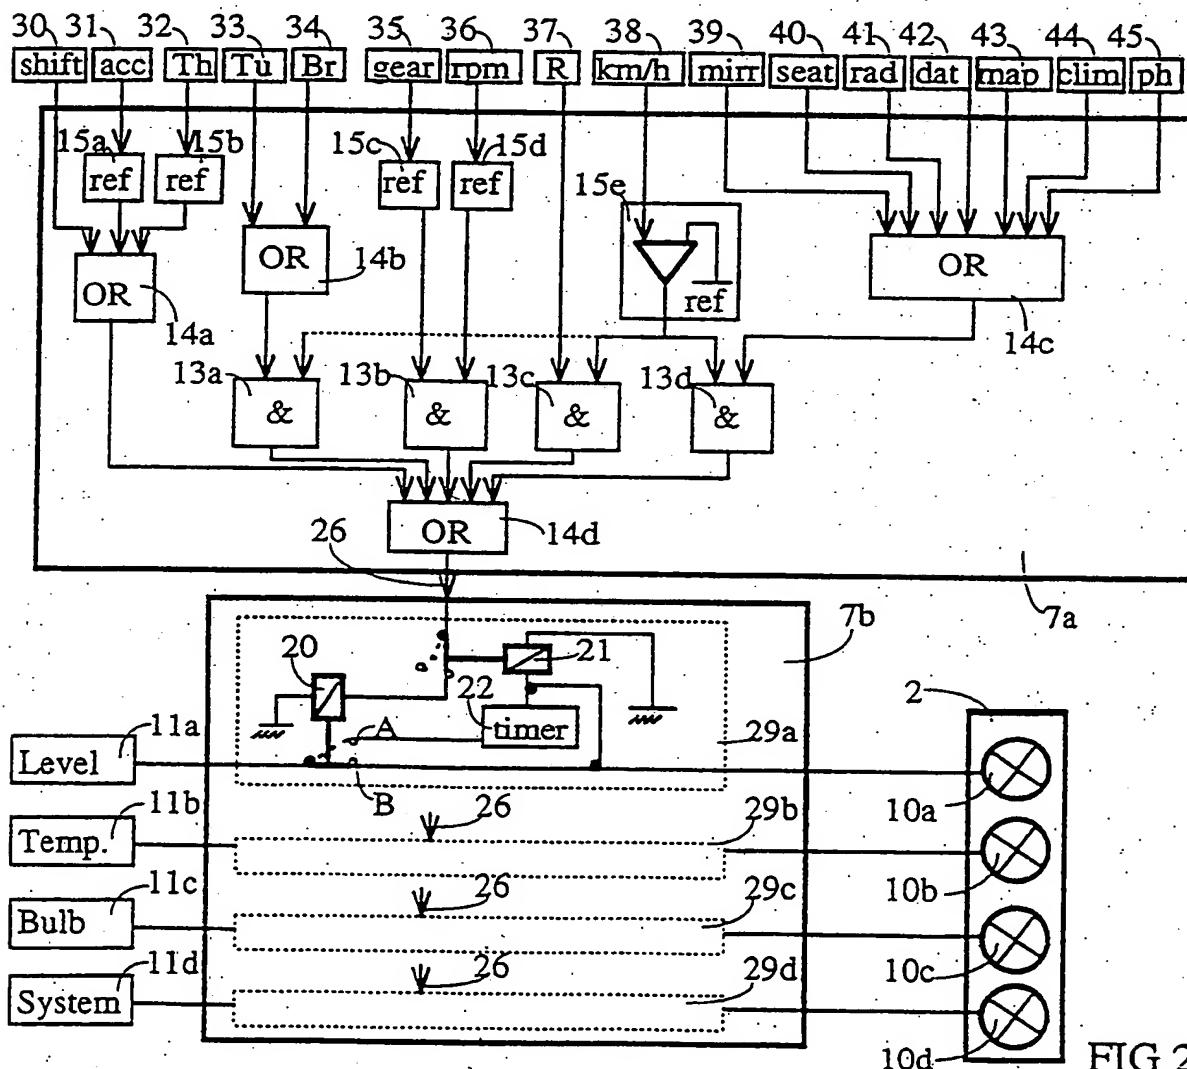 30 31 32 33 34 35 36 37 38 39 40 41 42 43 44 45
shift acc Th Tu Br gear rpm R km/h mirr seat rad dat map clim ph
15a 15b 15c 15d 15e
ref ref ref ref
ref
OR 14b
OR
OR
14a
14c
13a 13b 13c 13d
& & & &
OR
14d
26
7a
7b
20
21
22
2
A
timer
29a
11a
Level
B
10a
11b
26
29b
Temp.
10b
11c
26
29c
Bulb
10c
11d
26
29d
System
10d
FIG 2